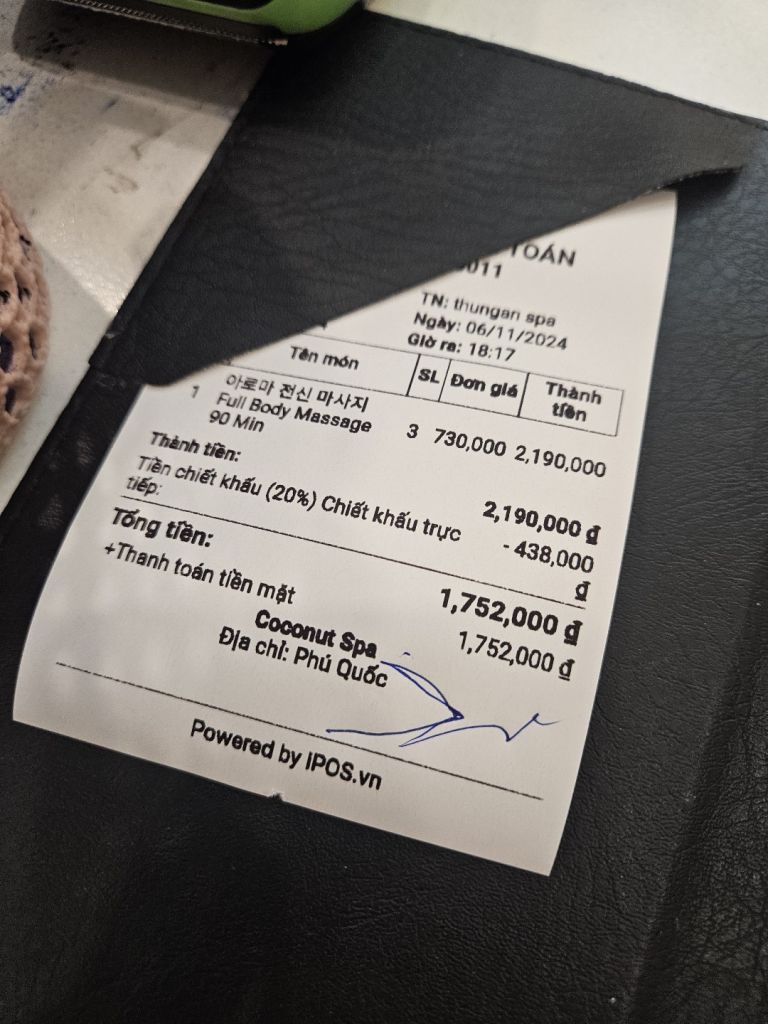 TOÁN
011
TN: thungan spa
Ngày: 06/11/2024
Giờ ra: 18:17
Tên món SL Đơn giá Thành tiền
1 아로마 전신 마사지
Full Body Massage
90 Min 3 730,000 2,190,000
Thành tiền: 2,190,000 ₫
Tiền chiết khấu (20%) Chiết khấu trực - 438,000
tiếp: ₫
Tổng tiền: 1,752,000 ₫
+Thanh toán tiền mặt 1,752,000 ₫
Coconut Spa
Địa chỉ: Phú Quốc
Powered by iPOS.vn